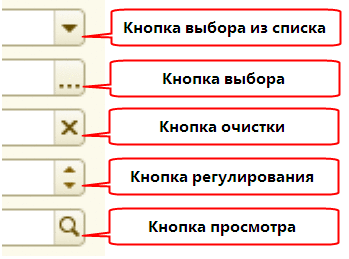 Кнопка выбора из списка
Кнопка выбора
Кнопка очистки
Кнопка регулирования
Кнопка просмотра